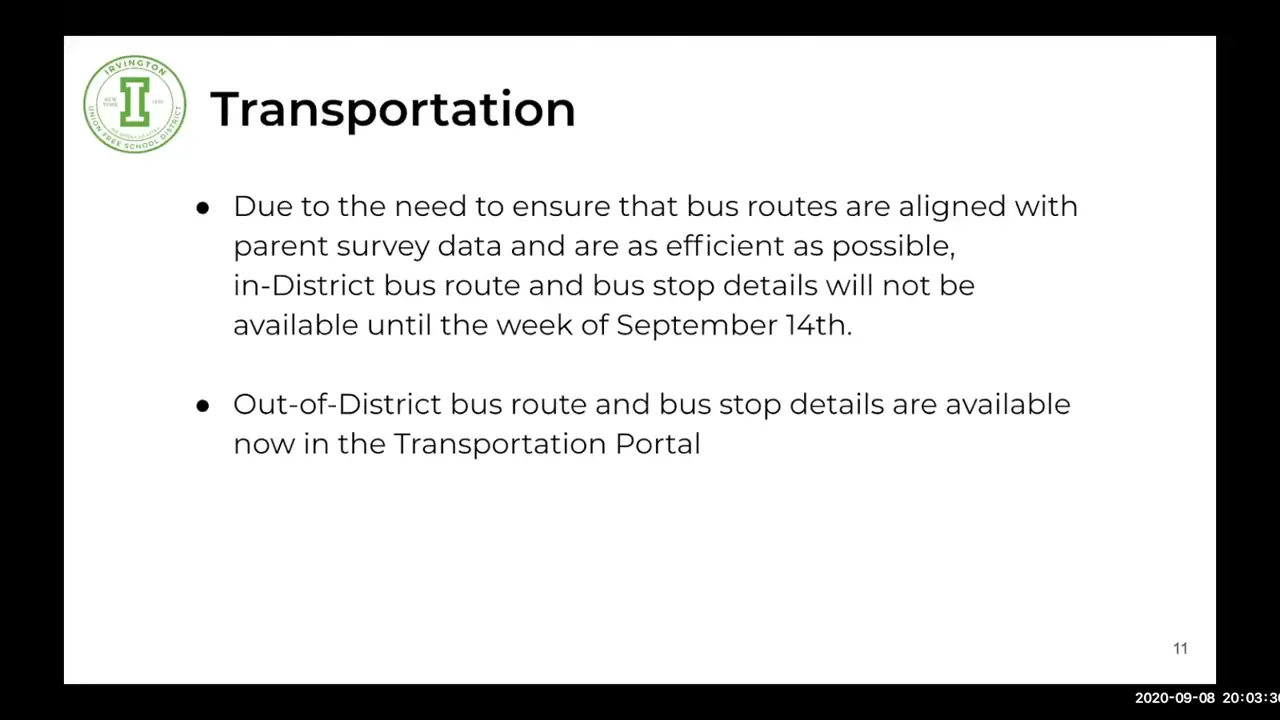 IRVINGTON
NEW YORK
UNION FREE SCHOOL DISTRICT
Transportation
● Due to the need to ensure that bus routes are aligned with
parent survey data and are as efficient as possible,
in-District bus route and bus stop details will not be
available until the week of September 14th.
● Out-of-District bus route and bus stop details are available
now in the Transportation Portal
11
2020-09-08 20:03:3